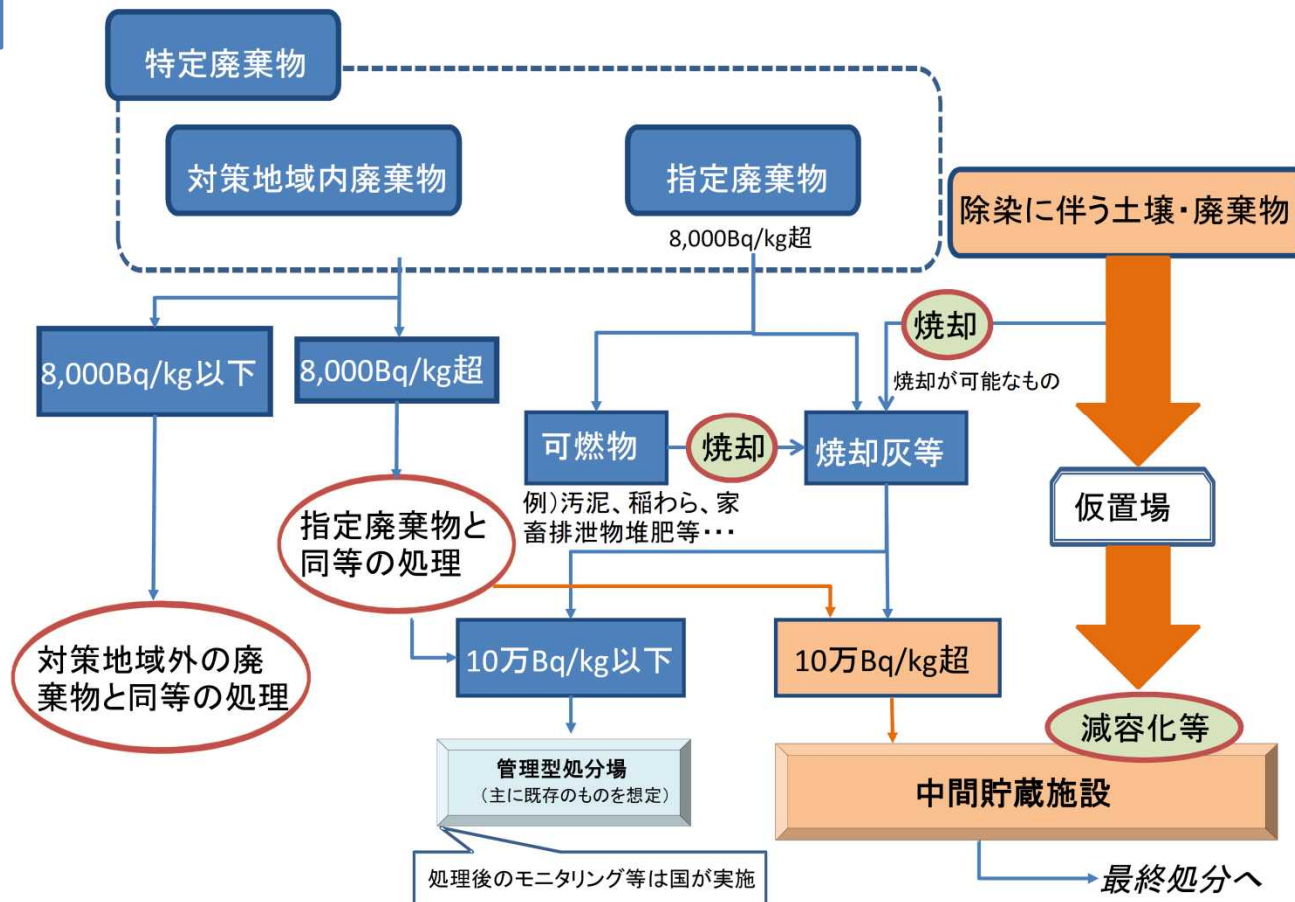 特定廃棄物
対策地域内廃棄物
指定廃棄物
8,000Bq/kg超
除染に伴う土壌・廃棄物
焼却
焼却が可能なもの
8,000Bq/kg以下
8,000Bq/kg超
可燃物
焼却
焼却灰等
例）汚泥、稲わら、家
畜排泄物堆肥等・・・
仮置場
指定廃棄物と
同等の処理
対策地域外の廃
棄物と同等の処理
10万Bq/kg以下
10万Bq/kg超
減容化等
管理型処分場
（主に既存のものを想定）
中間貯蔵施設
処理後のモニタリング等は国が実施
最終処分へ